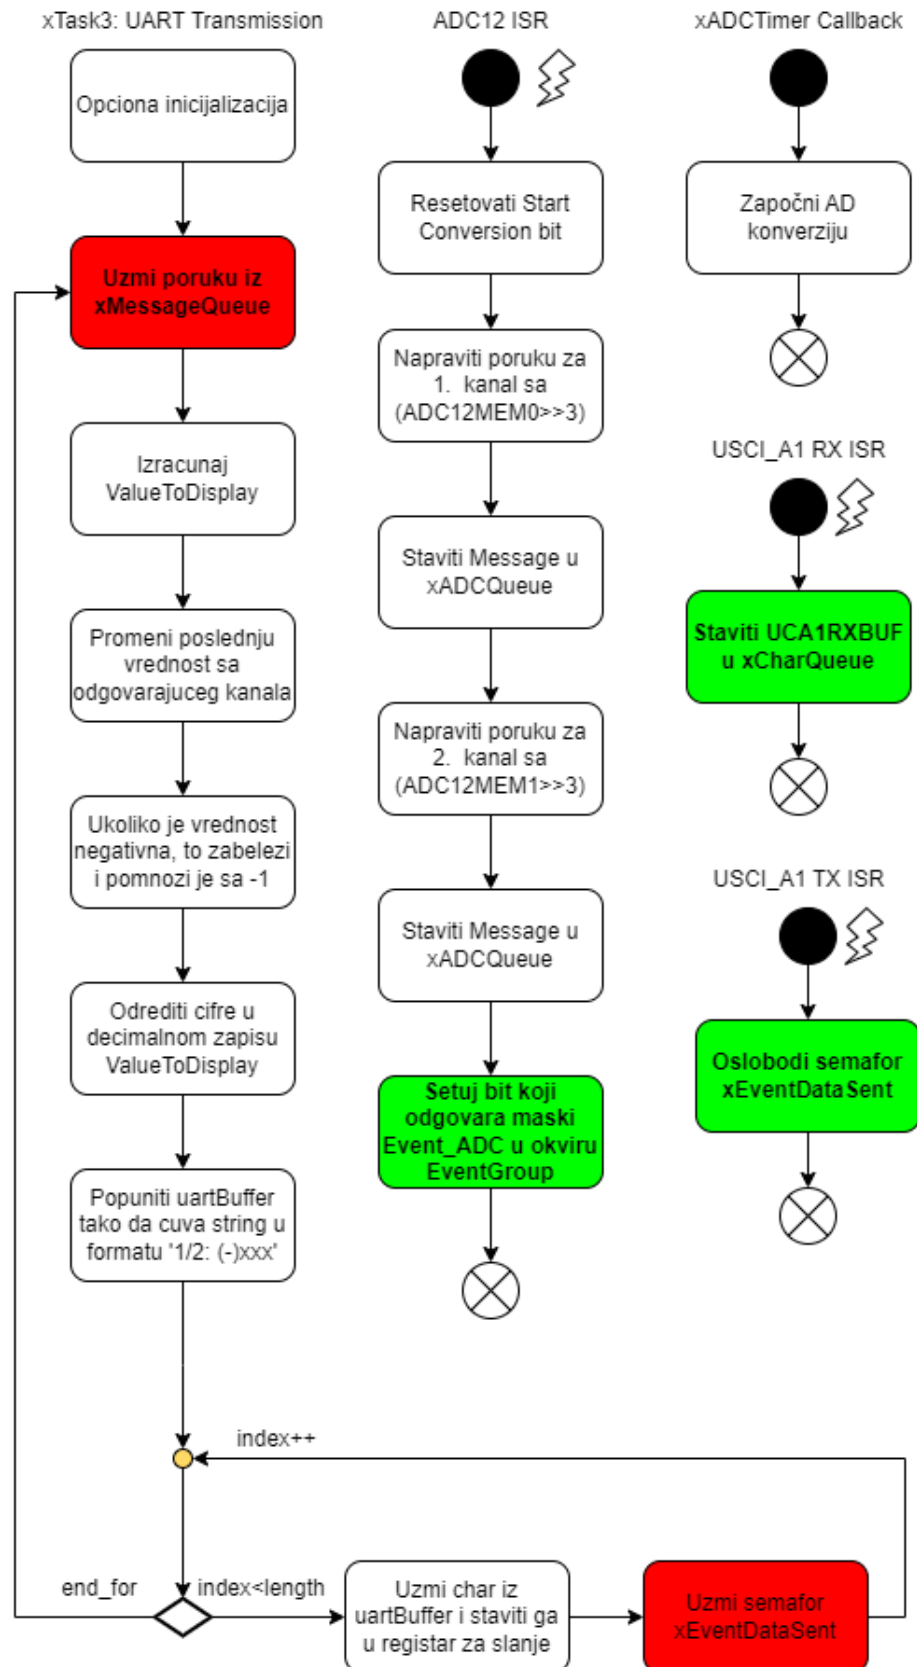 xTask3: UART Transmission
Opciona inicijalizacija
Uzmi poruku iz
xMessageQueue
Izracunaj
ValueToDisplay
Promeni poslednju
vrednost sa
odgovarajuceg kanala
Ukoliko je vrednost
negativna, to zabelezi
i pomnozi je sa -1
Odrediti cifre u
decimalnom zapisu
ValueToDisplay
Popuniti uartBuffer
tako da cuva string u
formatu '1/2: (-)xxx'
index++
end_for
index<length
Uzmi char iz
uartBuffer i staviti ga
u registar za slanje
Uzmi semafor
xEventDataSent
ADC12 ISR
Resetovati Start
Conversion bit
Napraviti poruku za
1. kanal sa
(ADC12MEM0>>3)
Staviti Message u
xADCQueue
Napraviti poruku za
2. kanal sa
(ADC12MEM1>>3)
Staviti Message u
xADCQueue
Setuj bit koji
odgovara maski
Event_ADC u okviru
EventGroup
xADCTimer Callback
Započni AD
konverziju
USCI_A1 RX ISR
Staviti UCA1RXBUF
u xCharQueue
USCI_A1 TX ISR
Oslobodi semafor
xEventDataSent